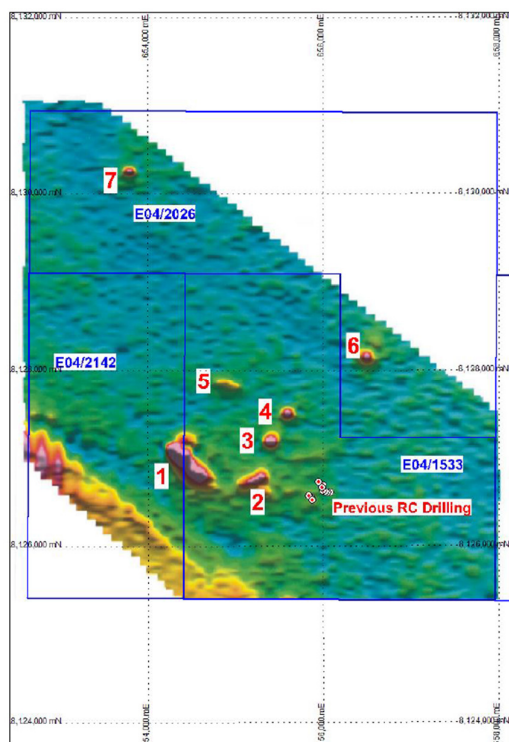 8,132,000 mN
654,000 mE
656,000 mE
658,000 mE
8,132,000 mN
7
8,130,000 mN
8,130,000 mN
E04/2026
6
E04/2142
8,128,000 mN
8,128,000 mN
5
4
3
E04/1533
1
2
Previous RC Drilling
8,126,000 mN
8,126,000 mN
8,124,000 mN
654,000 mE
656,000 mE
8,124,000 mN
658,000 mE